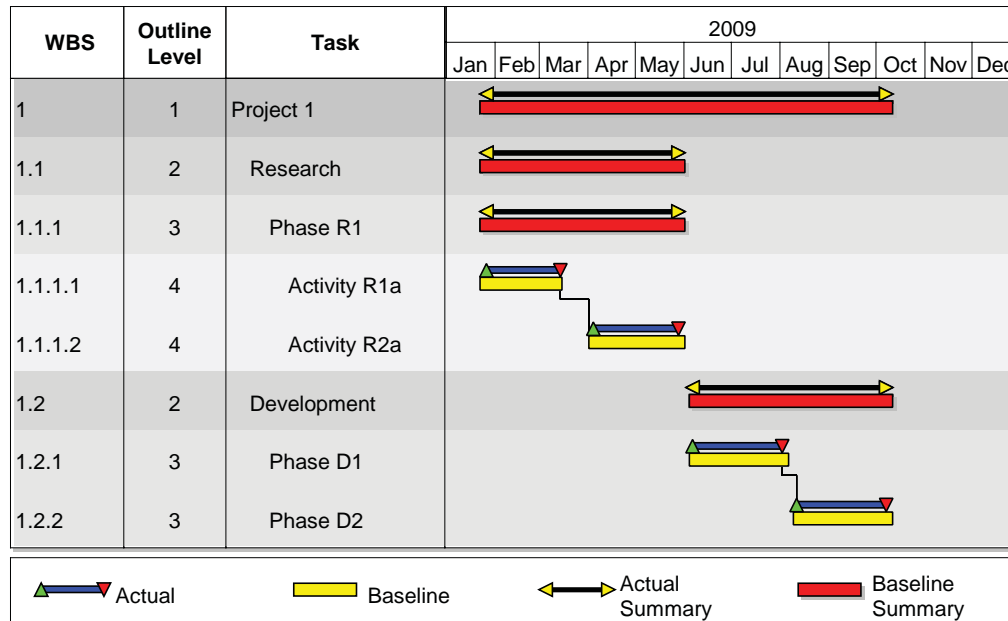 WBS Outline Level Task 2009
Jan Feb Mar Apr May Jun Jul Aug Sep Oct Nov Dec
1 1 Project 1
1.1 2 Research
1.1.1 3 Phase R1
1.1.1.1 4 Activity R1a
1.1.1.2 4 Activity R2a
1.2 2 Development
1.2.1 3 Phase D1
1.2.2 3 Phase D2
Actual Baseline Actual Summary Baseline Summary